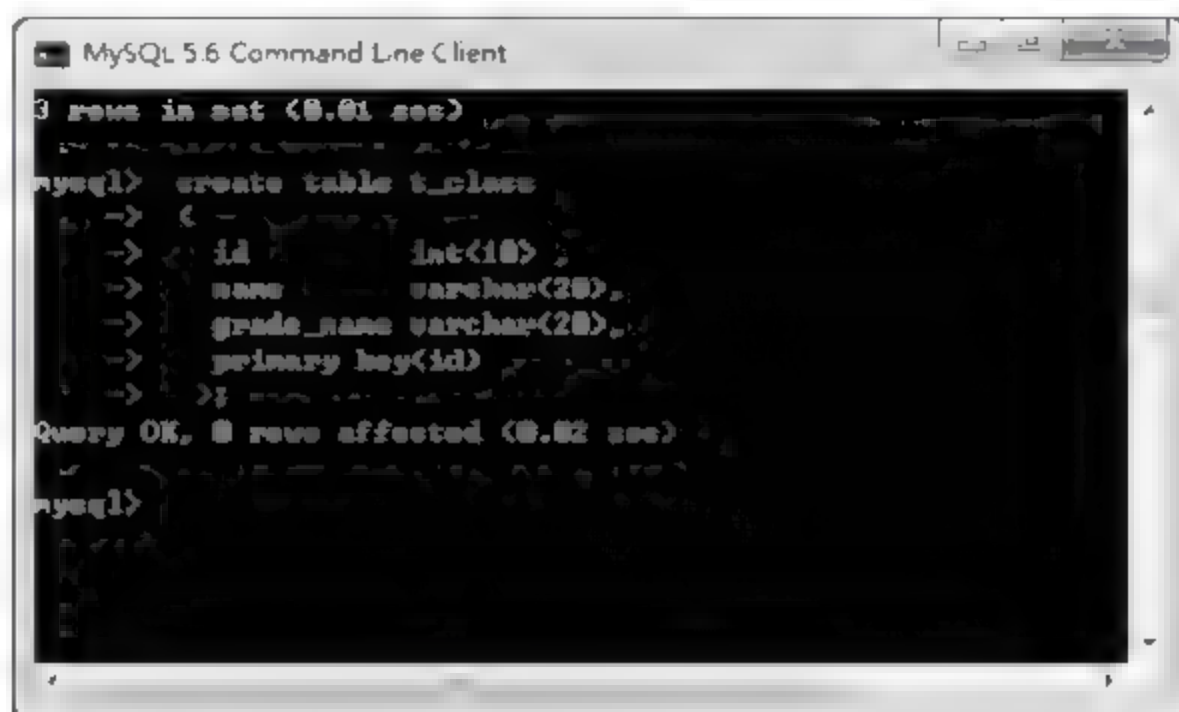 MySQL 5.6 Command Line Client
3 rows in set (0.01 sec)
mysql> create table t_class
-> (
-> id int(10),
-> name varchar(20),
-> grade_name varchar(20),
-> primary key(id)
-> );
Query OK, 0 rows affected (0.02 sec)
mysql>